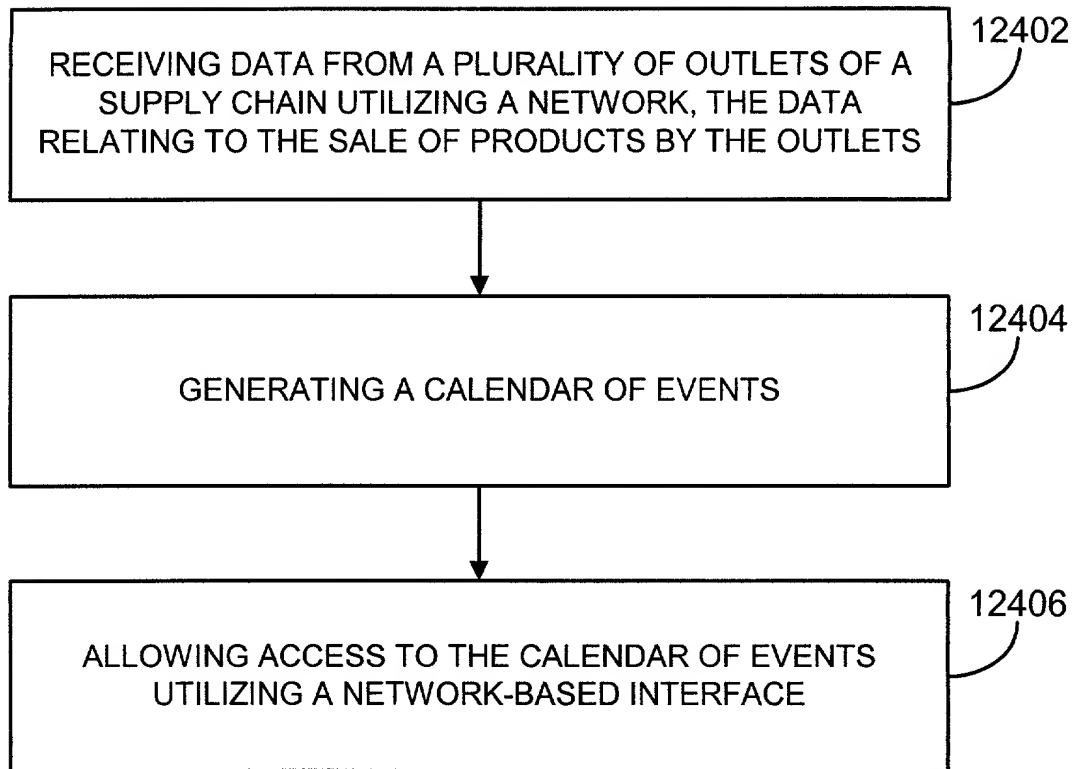 12402
RECEIVING DATA FROM A PLURALITY OF OUTLETS OF A
SUPPLY CHAIN UTILIZING A NETWORK, THE DATA
RELATING TO THE SALE OF PRODUCTS BY THE OUTLETS
12404
GENERATING A CALENDAR OF EVENTS
12406
ALLOWING ACCESS TO THE CALENDAR OF EVENTS
UTILIZING A NETWORK-BASED INTERFACE